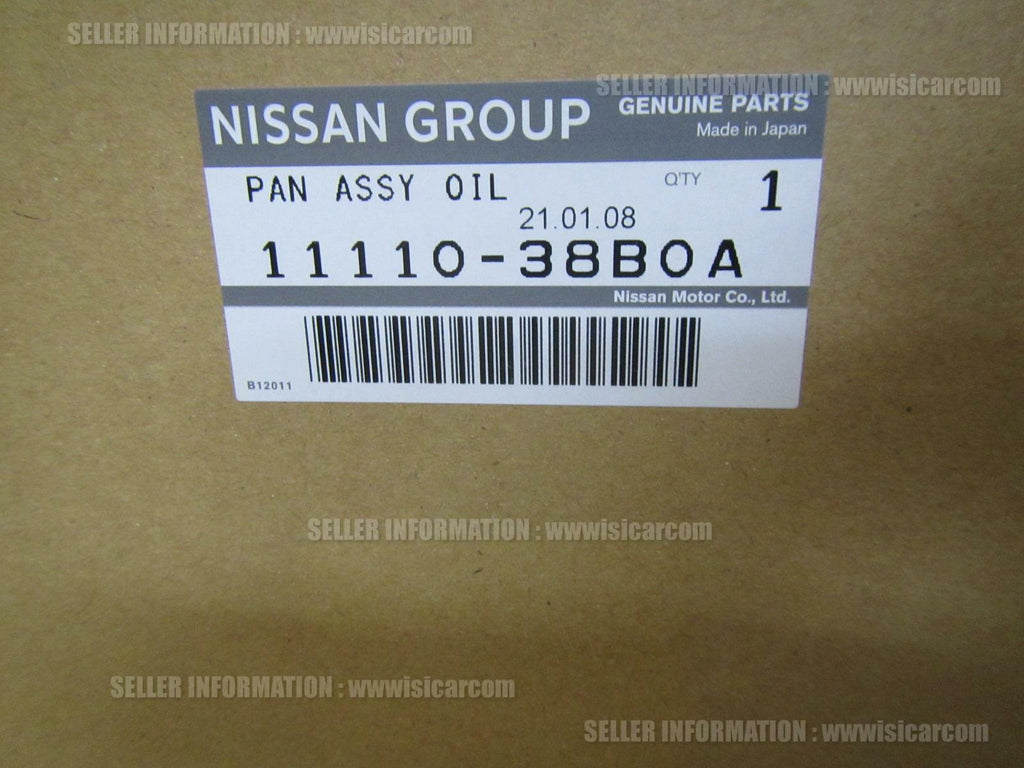 SELLER INFORMATION : wwwisicarcom
SELLER INFORMATION : wwwisicarcom
NISSAN GROUP GENUINE PARTS
Made in Japan
PAN ASSY OIL Q'TY 1
21.01.08
11110-38B0A
Nissan Motor Co., Ltd.
B12011
SELLER INFORMATION : wwwisicarcom
SELLER INFORMATION : wwwisicarcom
SELLER INFORMATION : wwwisicarcom